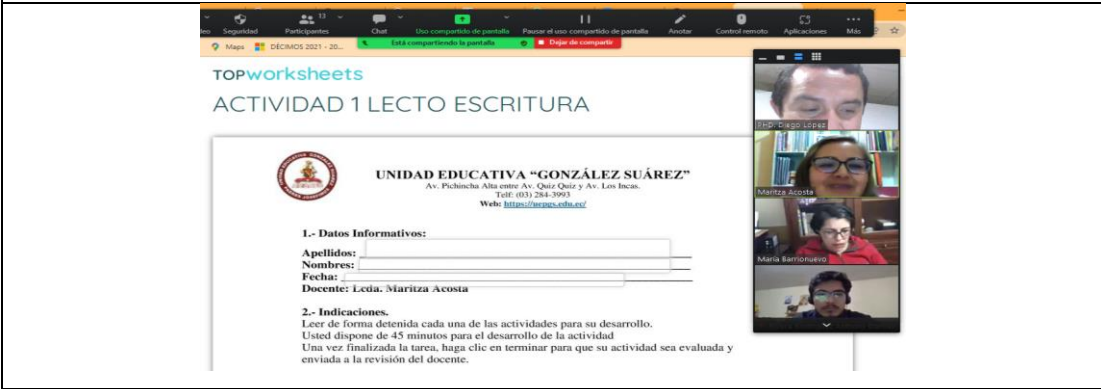 13
Seguridad Participantes Chat Uso compartido de pantalla Pausar el uso compartido de pantalla Anotar Control remoto Aplicaciones Más
Maps DÉCIMOS 2021 - 20... Está compartiendo la pantalla Dejar de compartir
TOPworksheets
ACTIVIDAD 1 LECTO ESCRITURA
PHD. Diego López
UNIDAD EDUCATIVA “GONZÁLEZ SUÁREZ”
Av. Pichincha Alta entre Av. Quiz Quiz y Av. Los Incas.
Telf: (03) 284-3993
Web: https://uepgs.edu.ec/
Maritza Acosta
1.- Datos Informativos:
Apellidos:
Nombres:
María Barrionuevo
Fecha:
Docente: Lcda. Maritza Acosta
2.- Indicaciones.
Leer de forma detenida cada una de las actividades para su desarrollo.
Usted dispone de 45 minutos para el desarrollo de la actividad
Una vez finalizada la tarea, haga clic en terminar para que su actividad sea evaluada y
enviada a la revisión del docente.